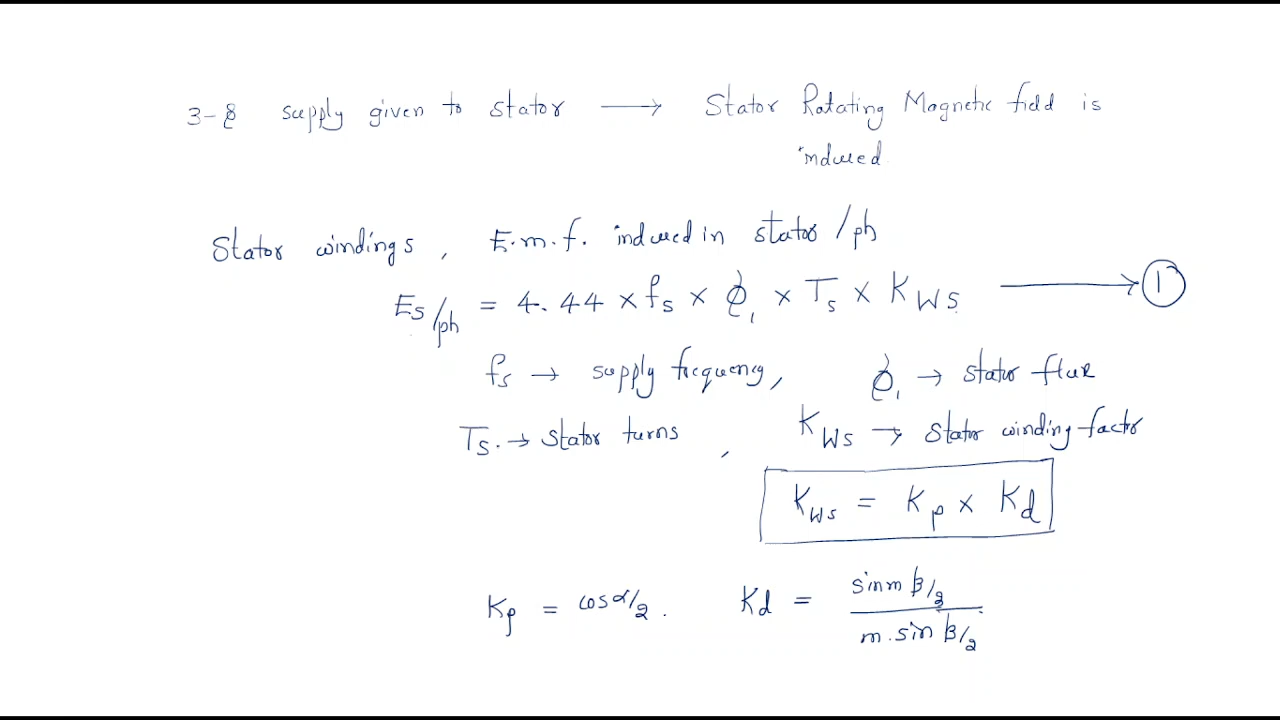 3-ϕ supply given to stator → Stator Rotating Magnetic field is
induced
Stator windings, E.m.f. induced in stator/ph
Es/ph = 4.44 × fs × ϕ₁ × Ts × Kws → ①
fs → supply frequency, ϕ₁ → stator flux
Ts. → stator turns, Kws → stator winding factor
Kws = Kp × Kd
Kp = cos α/2. Kd = sin m β/2 / m. sin β/2